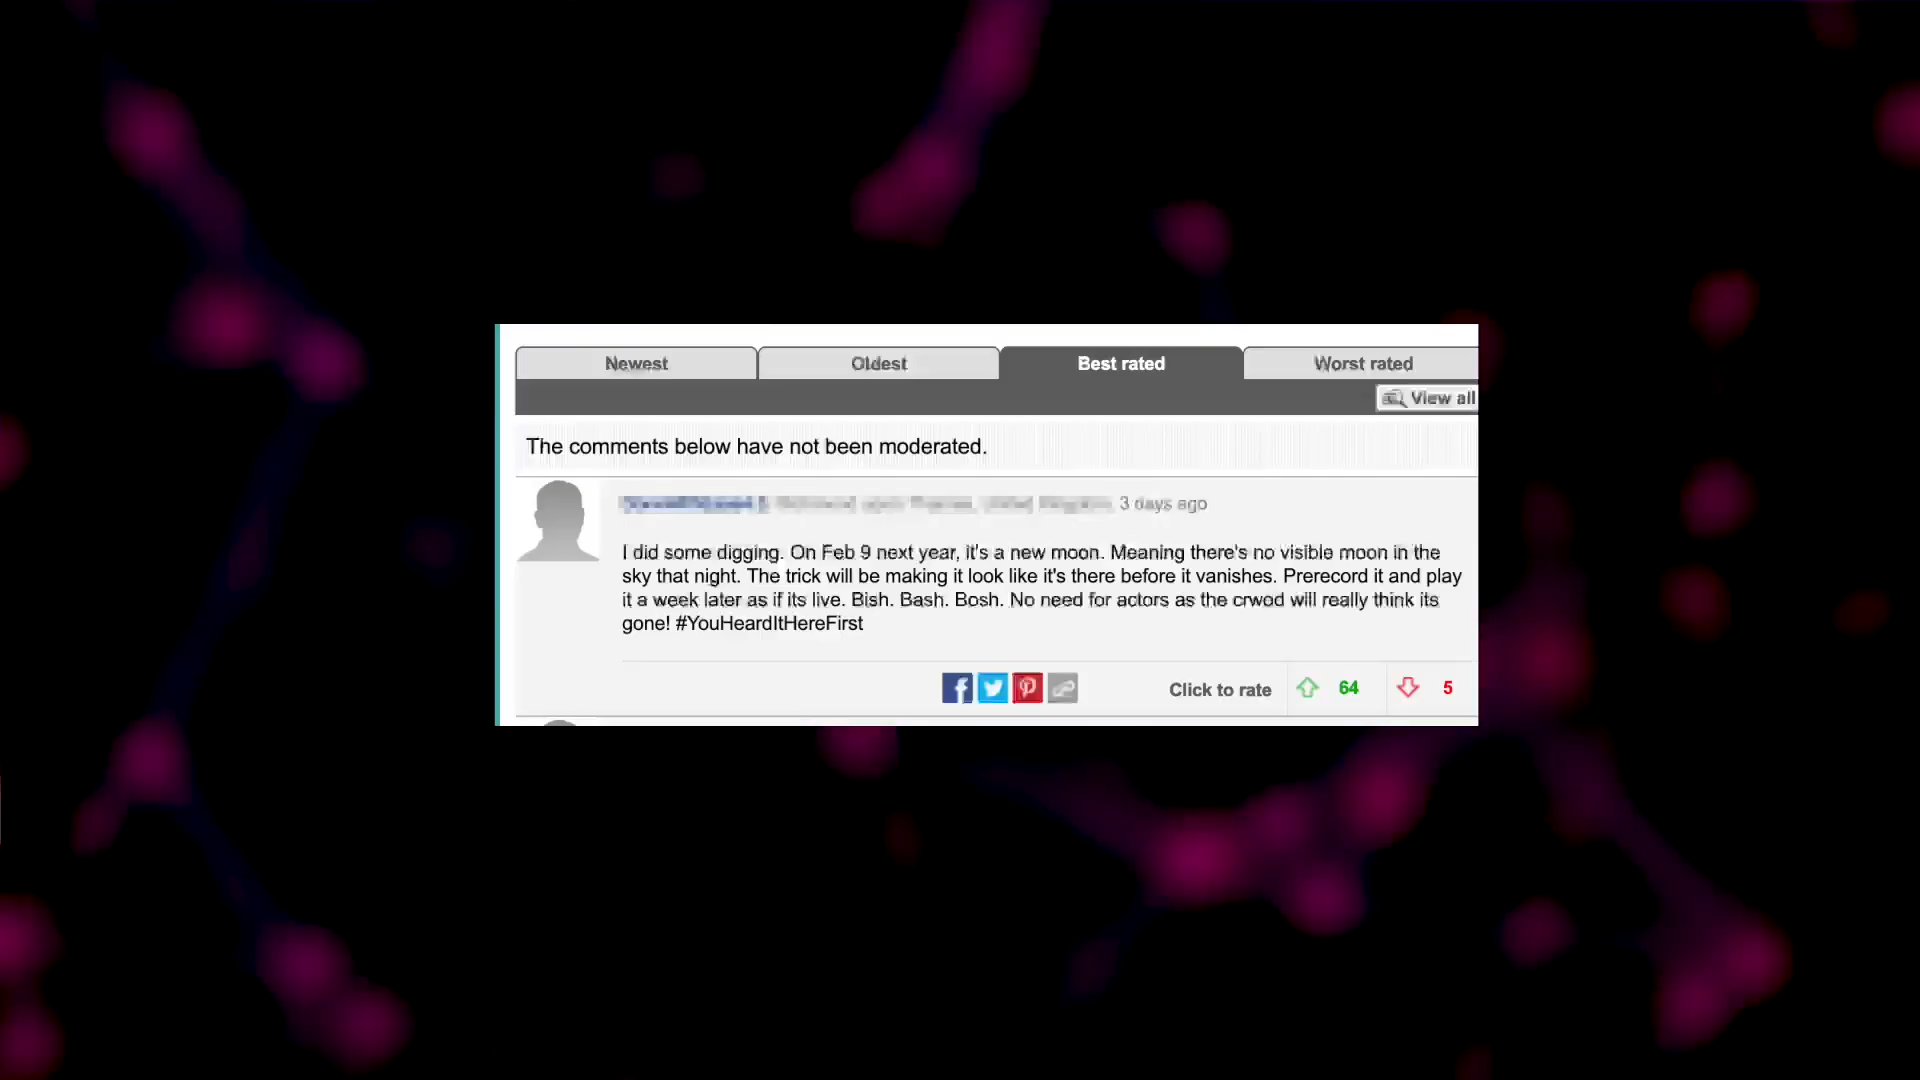 Newest Oldest Best rated Worst rated
View all
The comments below have not been moderated.
3 days ago
I did some digging. On Feb 9 next year, it's a new moon. Meaning there's no visible moon in the
sky that night. The trick will be making it look like it's there before it vanishes. Prerecord it and play
it a week later as if its live. Bish. Bash. Bosh. No need for actors as the crwod will really think its
gone! #YouHeardItHereFirst
Click to rate 64 5